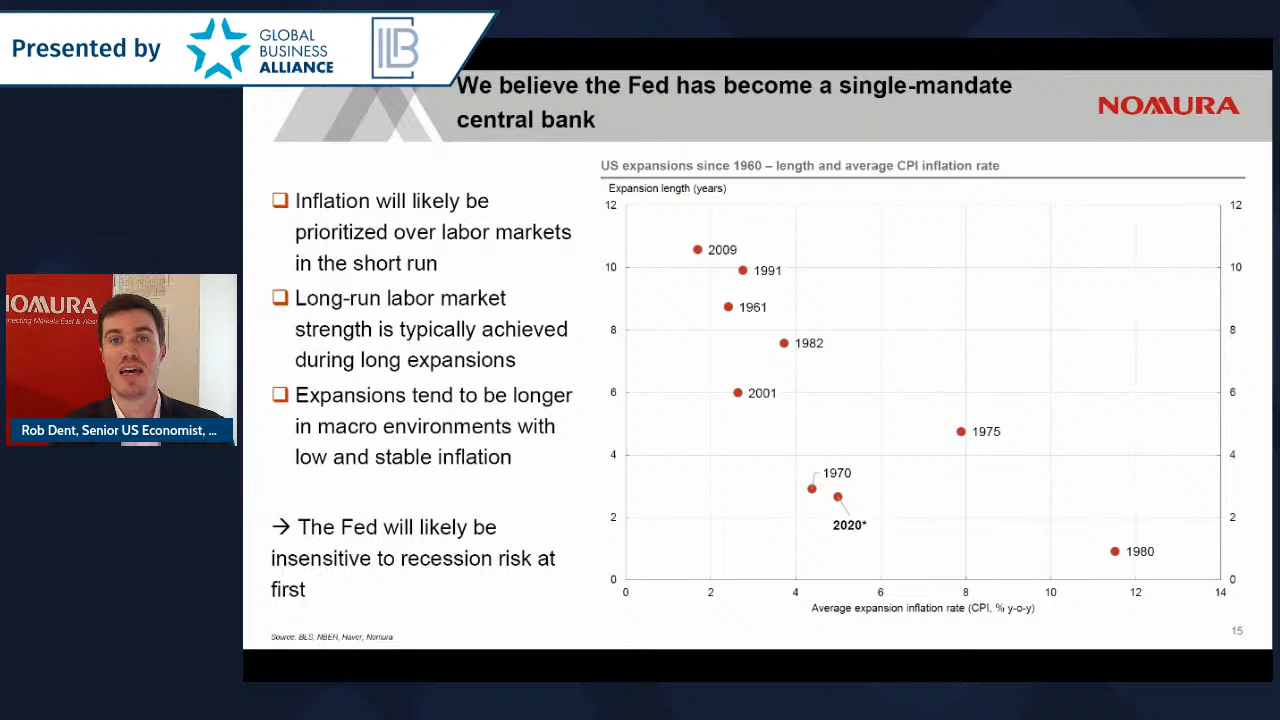 Presented by
GLOBAL
BUSINESS
ALLIANCE
We believe the Fed has become a single-mandate
central bank
NOMURA
US expansions since 1960 – length and average CPI inflation rate
Expansion length (years)
❑ Inflation will likely be
prioritized over labor markets
in the short run
❑ Long-run labor market
strength is typically achieved
during long expansions
❑ Expansions tend to be longer
in macro environments with
low and stable inflation
→ The Fed will likely be
insensitive to recession risk at
first
12
10
8
6
4
2
0
2009
1991
1961
1982
2001
1975
1970
2020*
1980
12
10
8
6
4
2
0
0 2 4 6 8 10 12 14
Average expansion inflation rate (CPI, % y-o-y)
Source: BLS, NBER, Haver, Nomura
15
NOMURA
Connecting Markets East & West
Rob Dent, Senior US Economist, ...